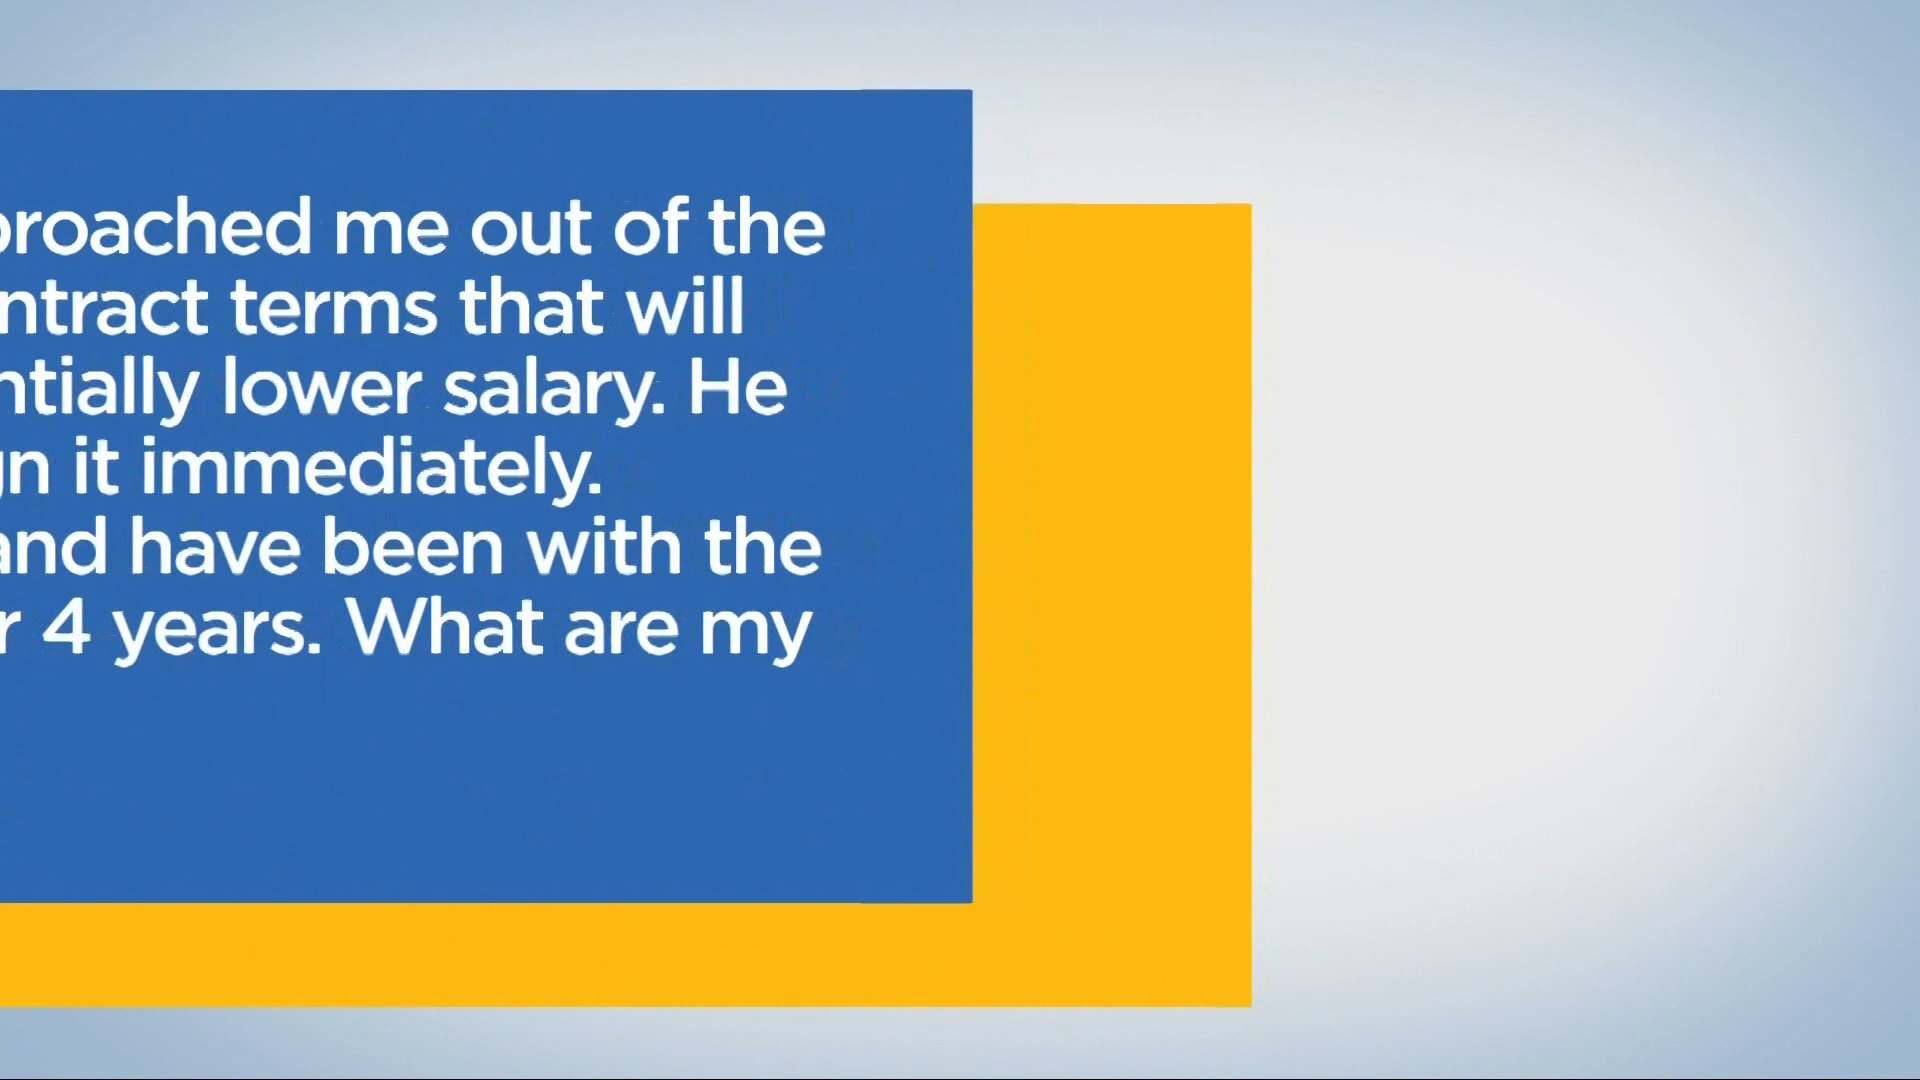 proached me out of the
ntract terms that will
ntially lower salary. He
gn it immediately.
and have been with the
r 4 years. What are my